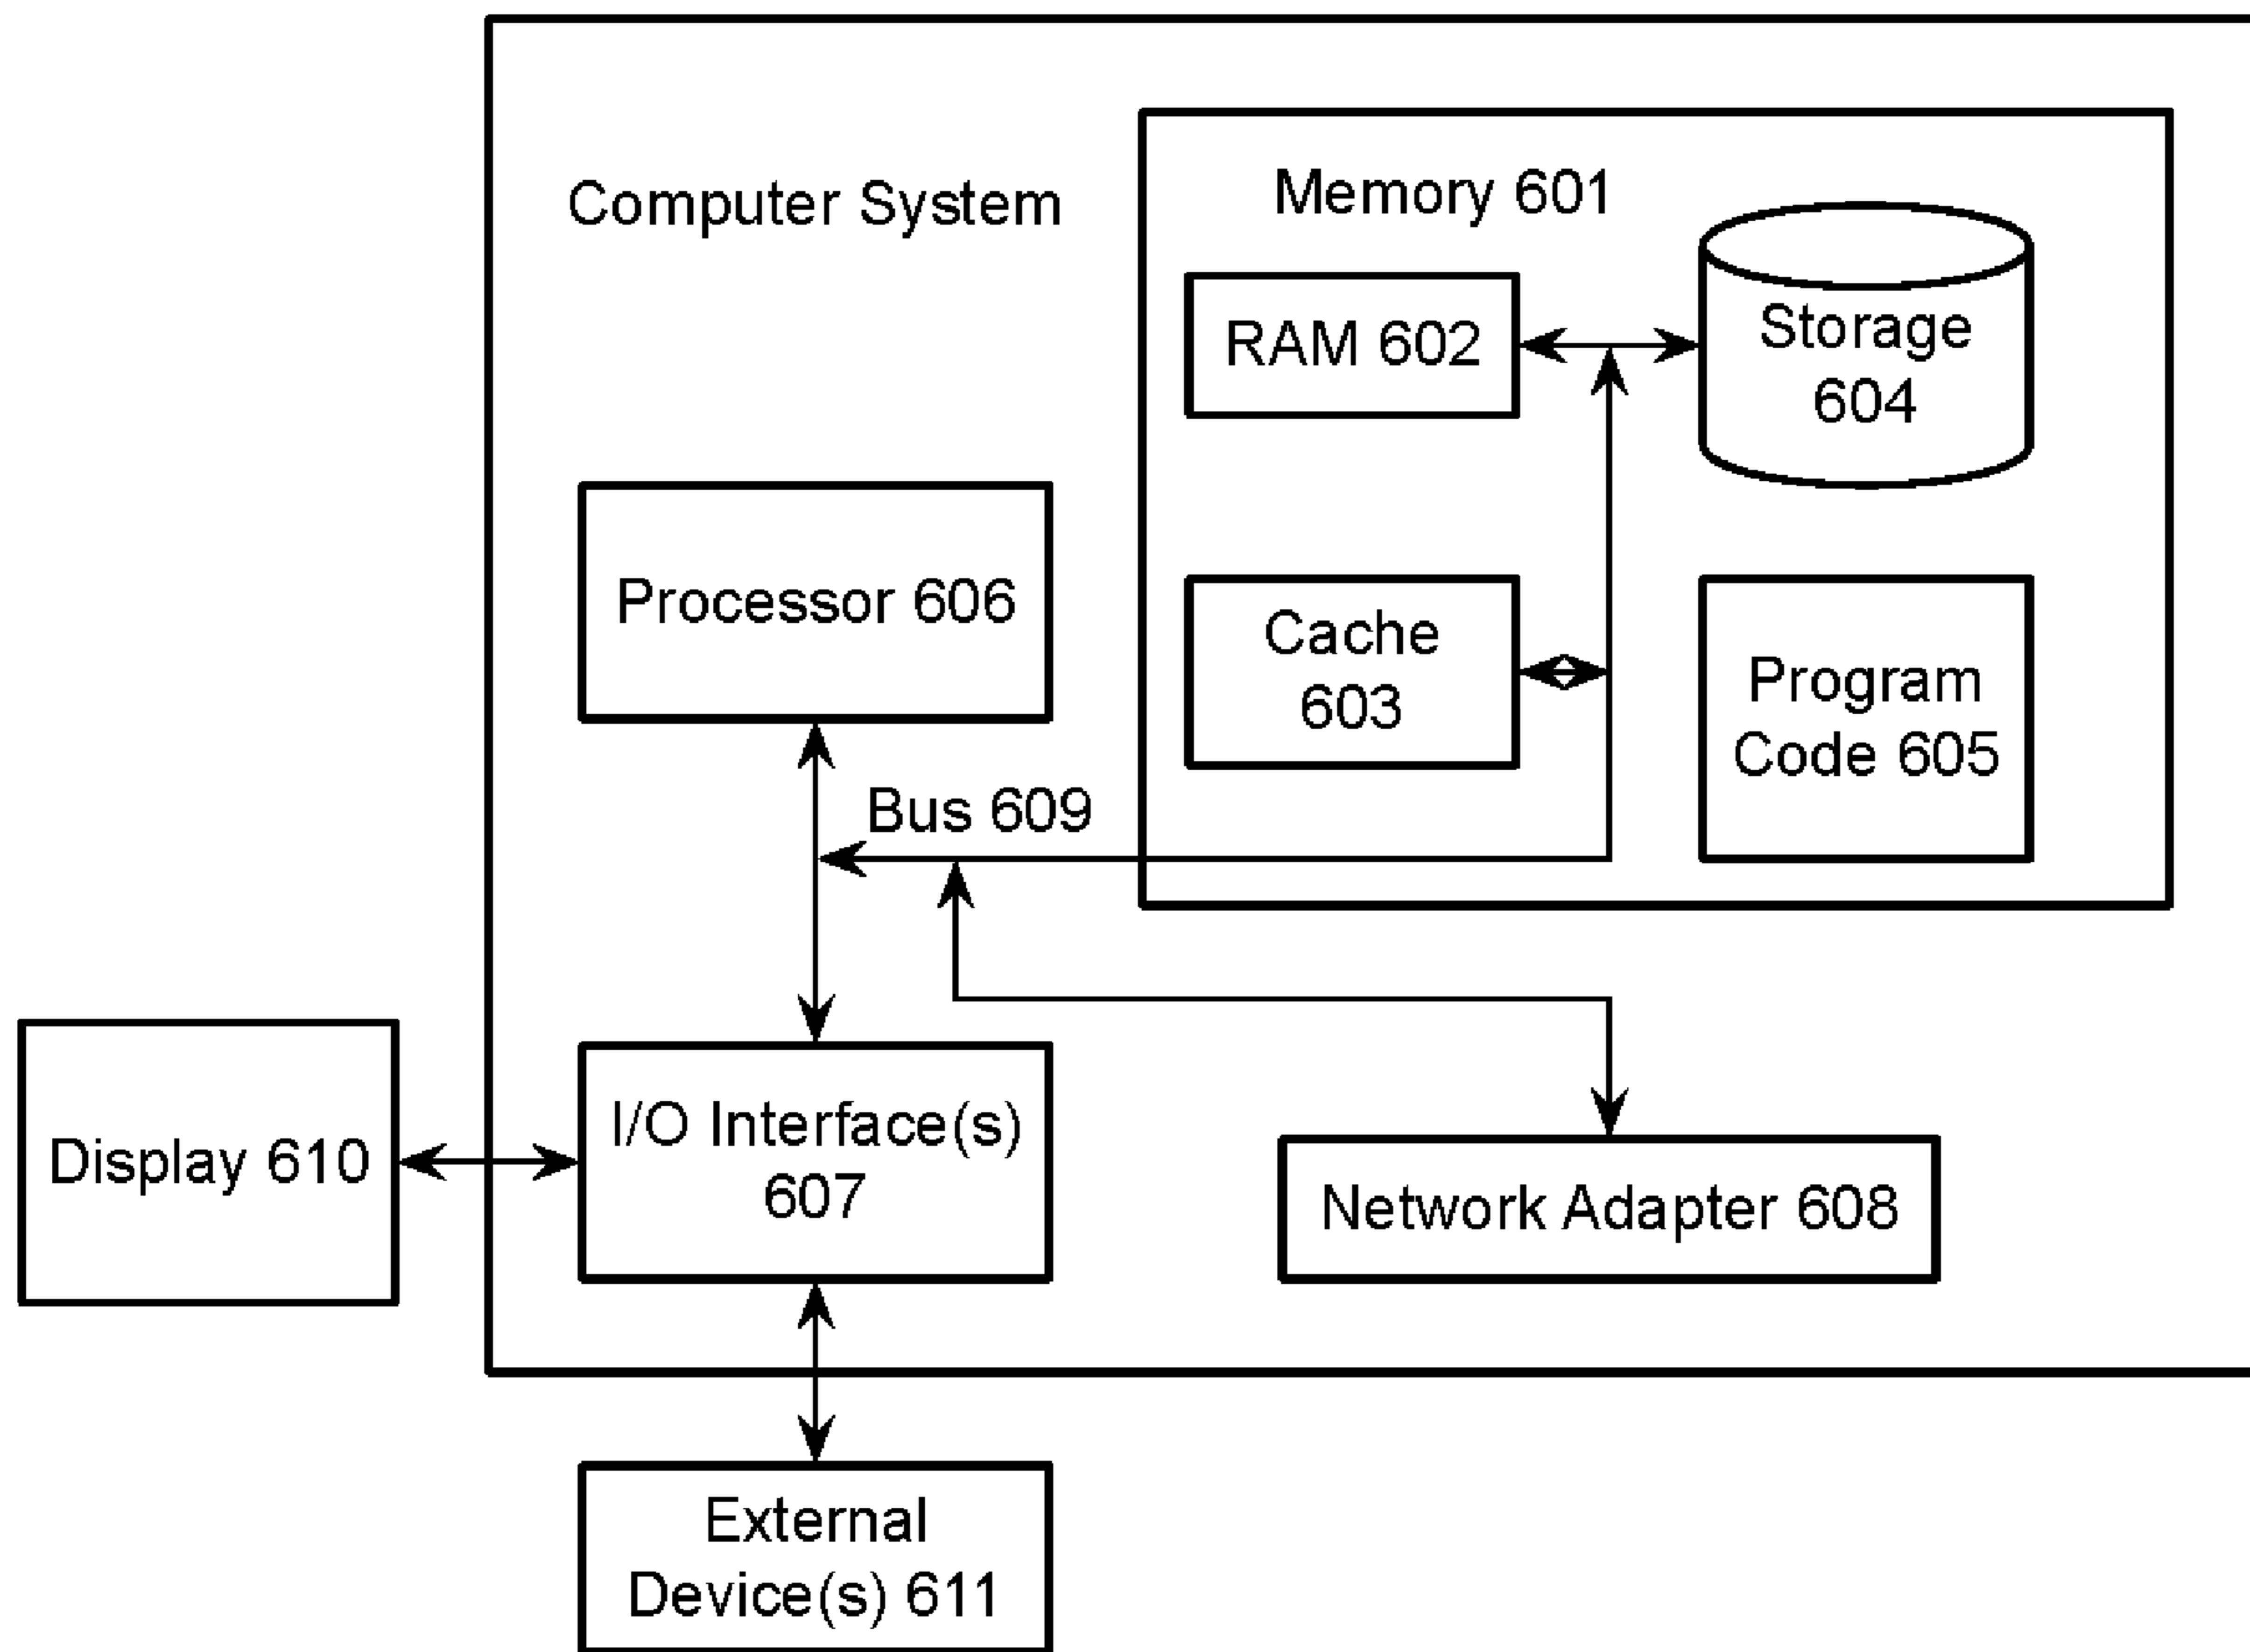 Computer System
Memory 601
RAM 602
Storage
604
Processor 606
Cache
603
Program
Code 605
Bus 609
Display 610
I/O Interface(s)
607
Network Adapter 608
External
Device(s) 611